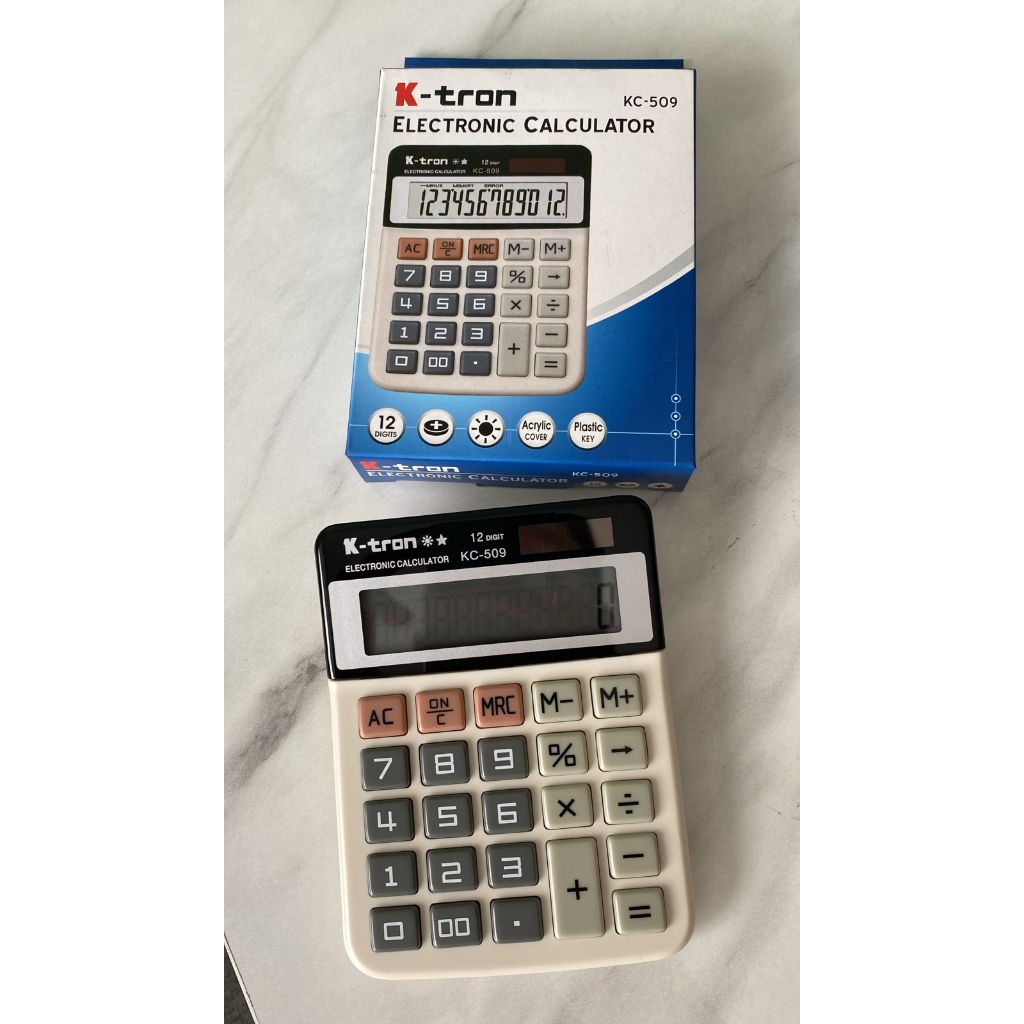 K-tron
KC-509
ELECTRONIC CALCULATOR
K-tron 12 DIGIT
ELECTRONIC CALCULATOR KC-509
MINUS MEMORY ERROR
123456789012.
AC ON/C MRC M− M+
7 8 9 % →
4 5 6 × ÷
1 2 3 + −
0 00 . =
12 DIGITS
Acrylic COVER
Plastic KEY
K-tron
KC-509
ELECTRONIC CALCULATOR
K-tron 12 DIGIT
ELECTRONIC CALCULATOR KC-509
0
AC ON/C MRC M− M+
7 8 9 % →
4 5 6 × ÷
1 2 3 + −
0 00 . =